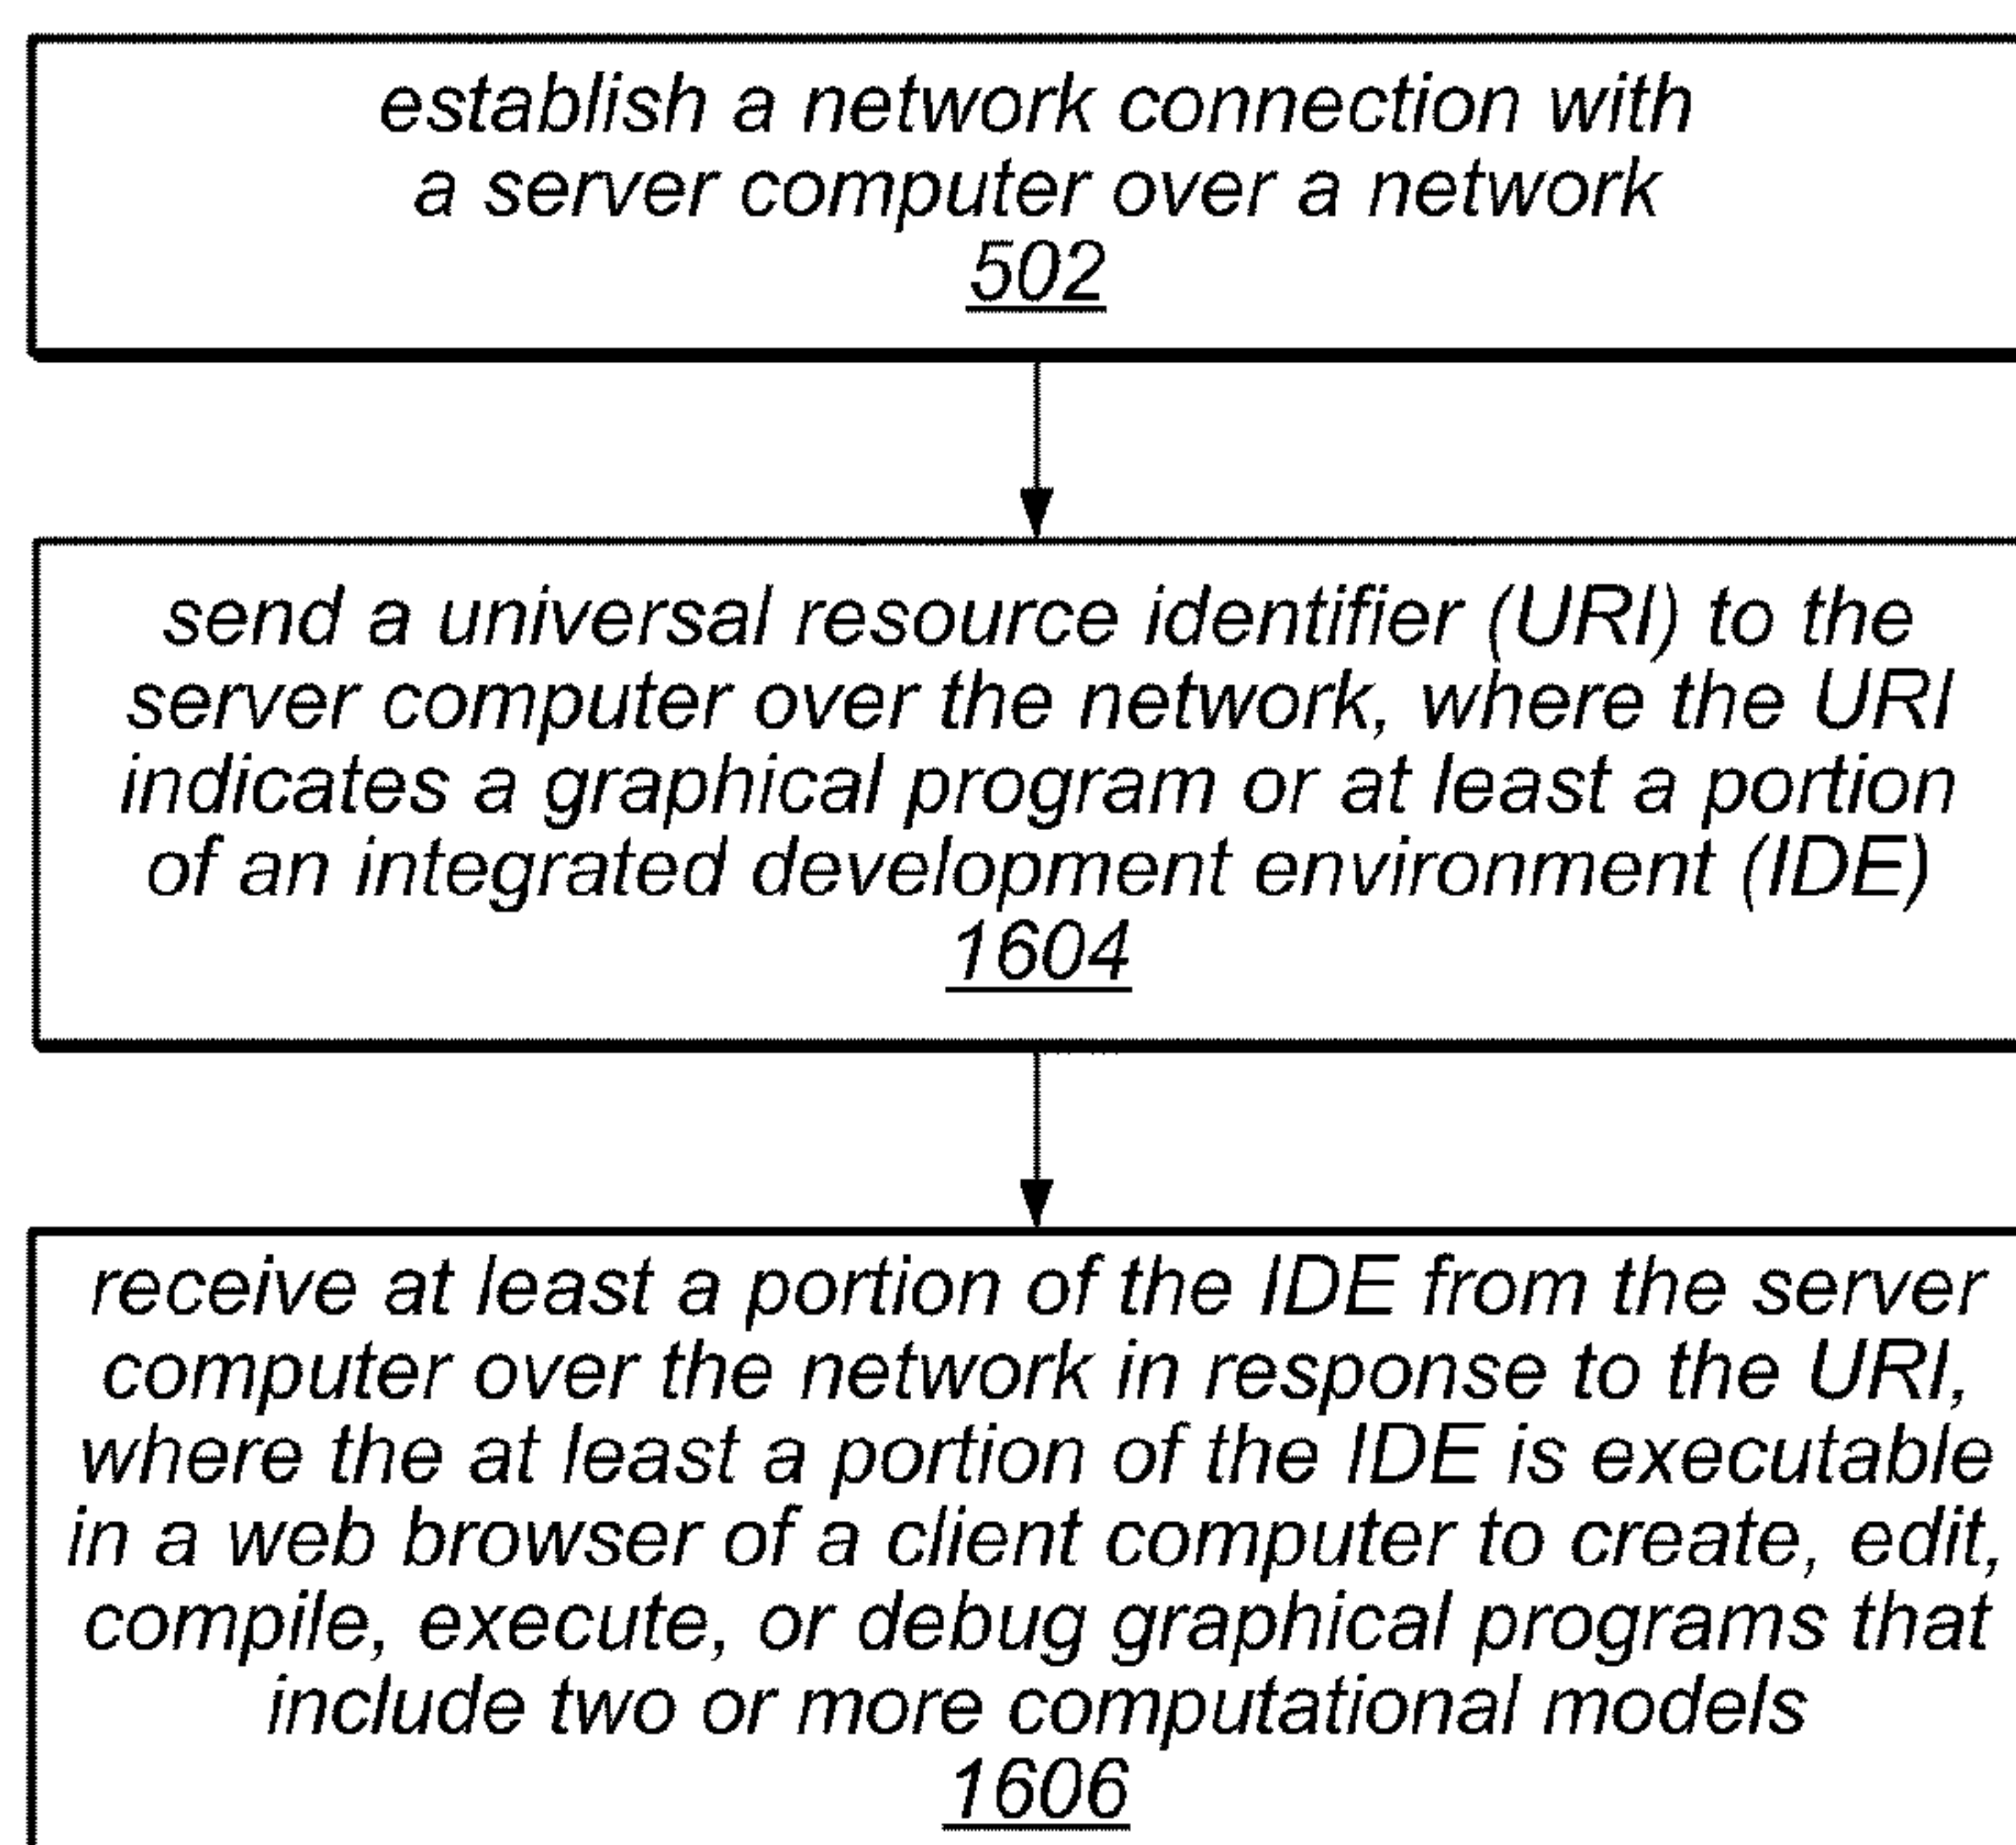 establish a network connection with
a server computer over a network
502
send a universal resource identifier (URI) to the
server computer over the network, where the URI
indicates a graphical program or at least a portion
of an integrated development environment (IDE)
1604
receive at least a portion of the IDE from the server
computer over the network in response to the URI,
where the at least a portion of the IDE is executable
in a web browser of a client computer to create, edit,
compile, execute, or debug graphical programs that
include two or more computational models
1606